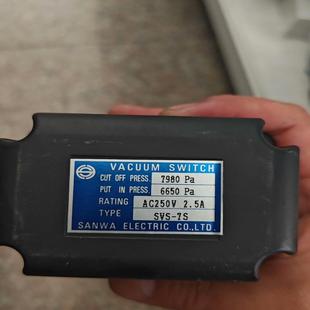 VACUUM SWITCH
CUT OFF PRESS. 7980 Pa
PUT IN PRESS. 6650 Pa
RATING AC250V 2.5A
TYPE SVS-7S
SANWA ELECTRIC CO.,LTD.